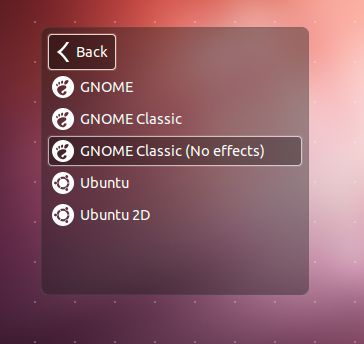 Back
GNOME
GNOME Classic
GNOME Classic (No effects)
Ubuntu
Ubuntu 2D